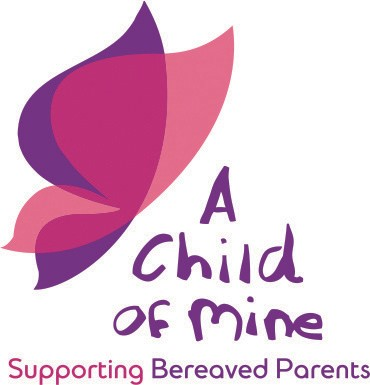 A
Child
of mine
Supporting Bereaved Parents